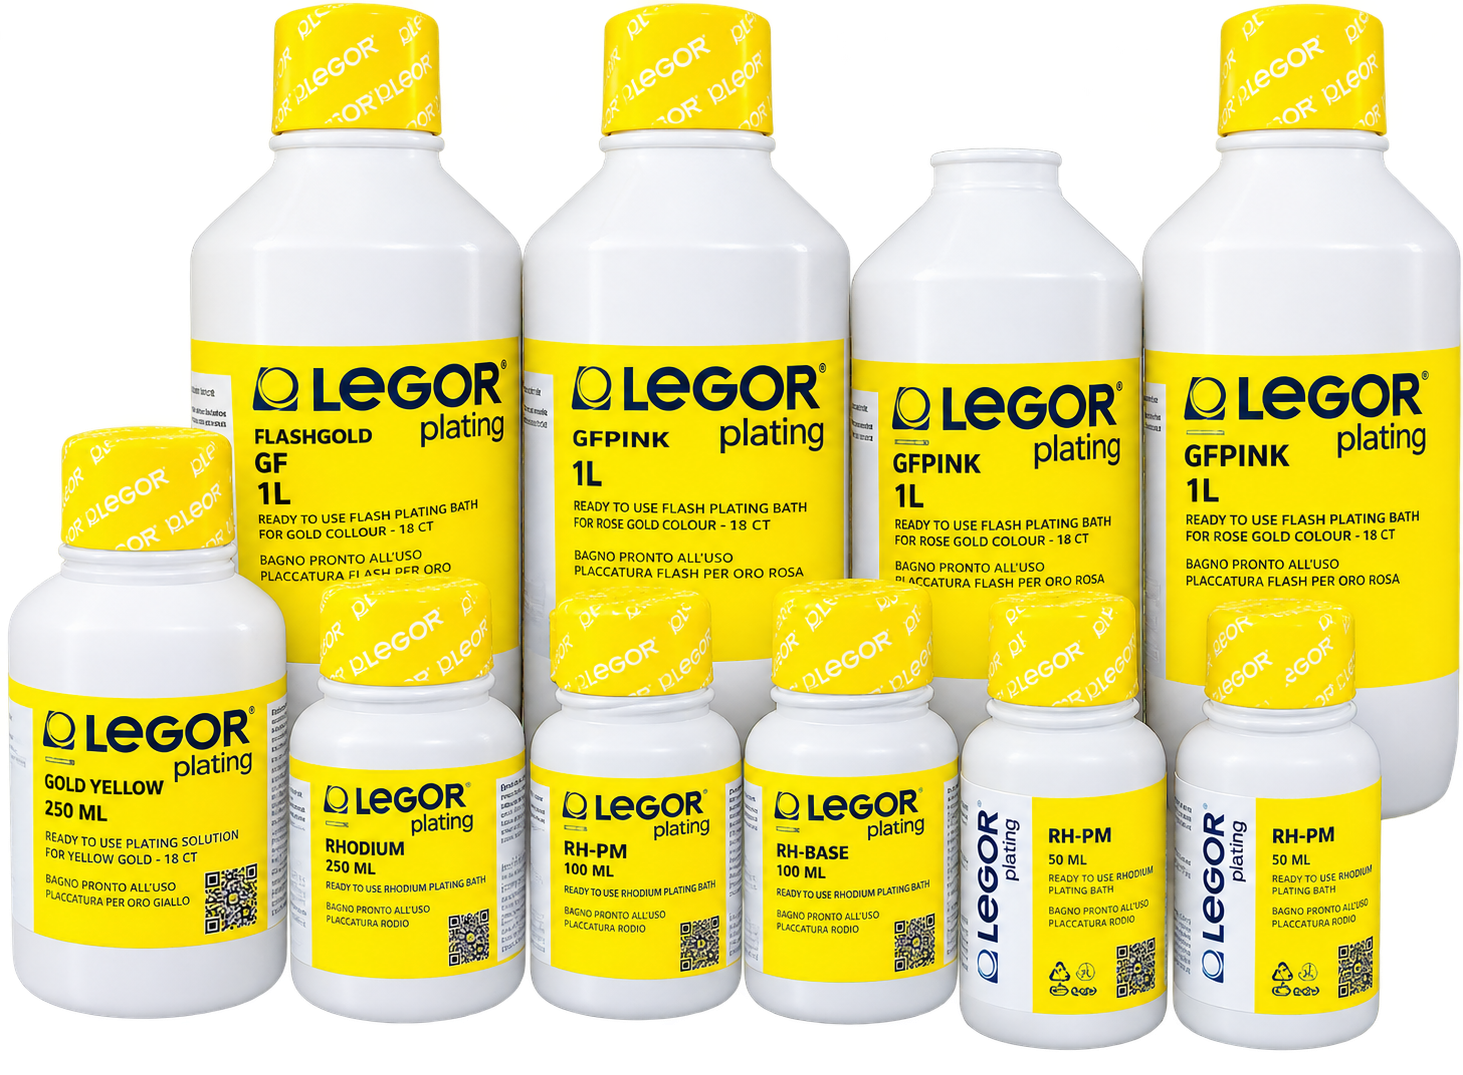 LEGOR®
plating
FLASHGOLD
GF
1L
READY TO USE FLASH PLATING BATH
FOR GOLD COLLOUR - 18 CT
BAGNO PRONTO ALL'USO
PLACCATURA FLASH PER ORO
LEGOR®
plating
GFPINK
1L
READY TO USE FLASH PLATING BATH
FOR ROSE GOLD COLOUR - 18 CT
BAGNO PRONTO ALL'USO
PLACCATURA FLASH PER ORO ROSA
LEGOR®
plating
GFPINK
1L
READY TO USE FLASH PLATING BATH
FOR ROSE GOLD COLOUR - 18 CT
BAGNO PRONTO ALL'USO
PLACCATURA FLASH PER ORO ROSA
LEGOR®
plating
GFPINK
1L
READY TO USE FLASH PLATING BATH
FOR ROSE GOLD COLOUR - 18 CT
BAGNO PRONTO ALL'USO
PLACCATURA FLASH PER ORO ROSA
LEGOR®
plating
GOLD YELLOW
250 ML
READY TO USE PLATING SOLUTION
FOR YELLOW GOLD - 18 CT
BAGNO PRONTO ALL'USO
PLACCATURA PER ORO GIALLO
LEGOR
plating
RHODIUM
250 ML
READY TO USE RHODIUM PLATING BATH
BAGNO PRONTO ALL'USO
PLACCATURA RODIO
LEGOR
plating
RH-PM
100 ML
READY TO USE RHODIUM PLATING BATH
BAGNO PRONTO ALL'USO
PLACCATURA RODIO
LEGOR
plating
RH-BASE
100 ML
READY TO USE RHODIUM PLATING BATH
BAGNO PRONTO ALL'USO
PLACCATURA RODIO
LEGOR
plating
RH-PM
50 ML
READY TO USE RHODIUM
PLATING BATH
BAGNO PRONTO ALL'USO
PLACCATURA RODIO
LEGOR
plating
RH-PM
50 ML
READY TO USE RHODIUM
PLATING BATH
BAGNO PRONTO ALL'USO
PLACCATURA RODIO